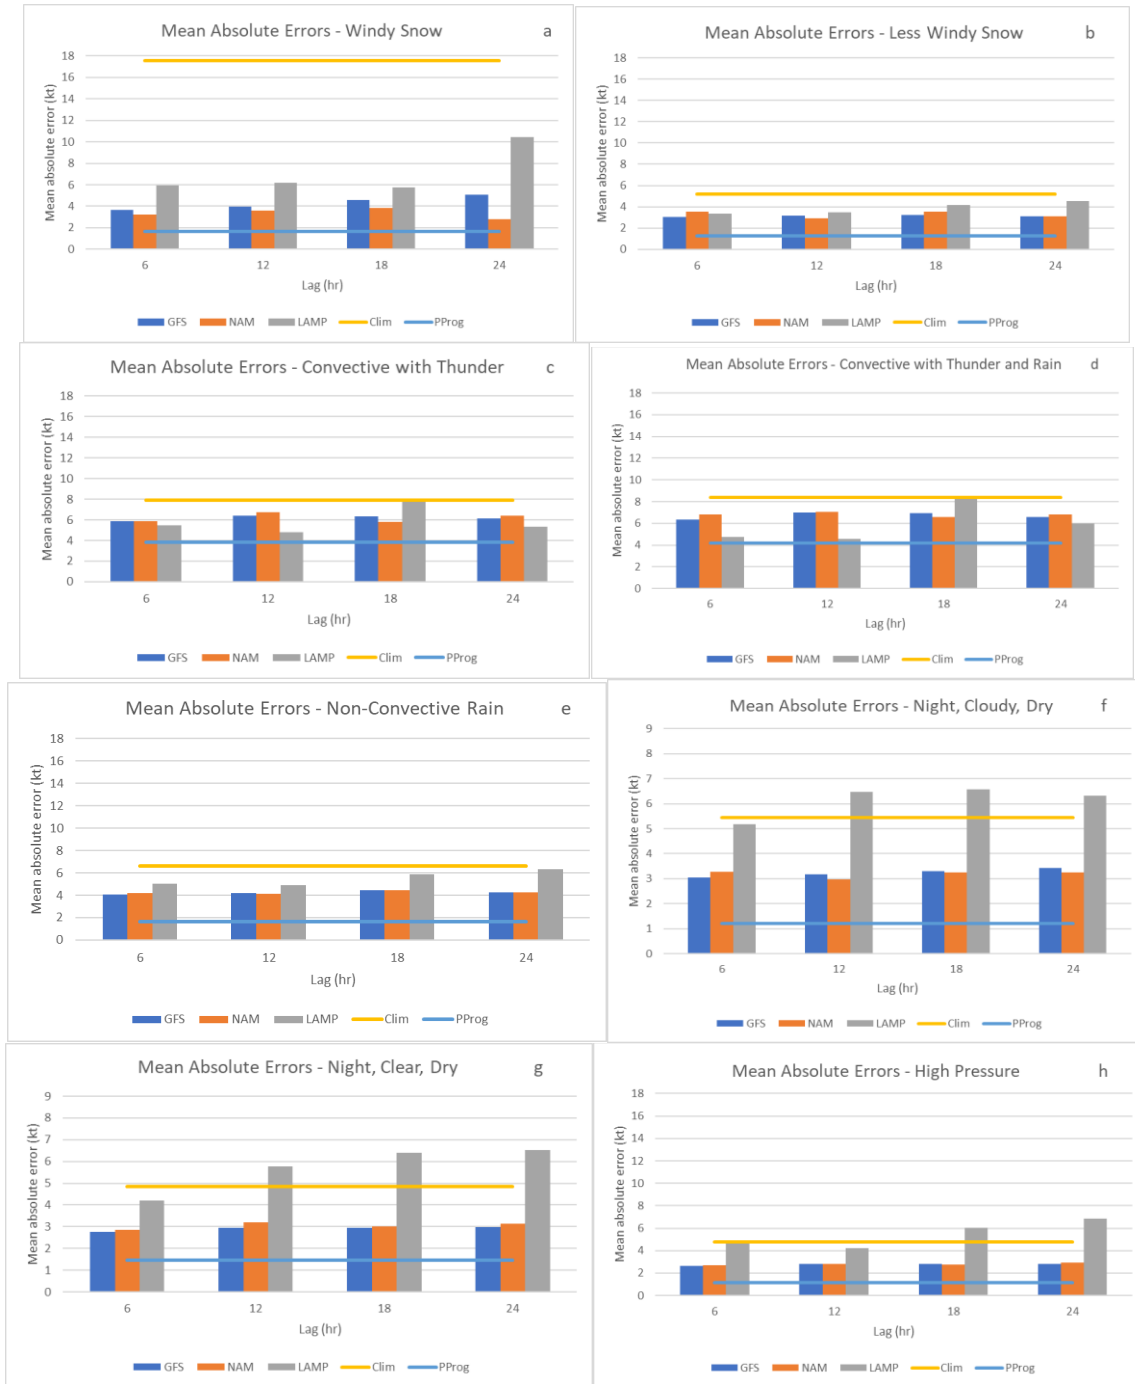 Mean Absolute Errors - Windy Snow a
Mean absolute error (kt)
18
16
14
12
10
8
6
4
2
0
6 12 18 24
Lag (hr)
GFS NAM LAMP Clim PProg
Mean Absolute Errors - Less Windy Snow b
Mean absolute error (kt)
18
16
14
12
10
8
6
4
2
0
6 12 18 24
Lag (hr)
GFS NAM LAMP Clim PProg
Mean Absolute Errors - Convective with Thunder c
Mean absolute error (kt)
18
16
14
12
10
8
6
4
2
0
6 12 18 24
Lag (hr)
GFS NAM LAMP Clim PProg
Mean Absolute Errors - Convective with Thunder and Rain d
Mean absolute error (kt)
18
16
14
12
10
8
6
4
2
0
6 12 18 24
Lag (hr)
GFS NAM LAMP Clim PProg
Mean Absolute Errors - Non-Convective Rain e
Mean absolute error (kt)
18
16
14
12
10
8
6
4
2
0
6 12 18 24
Lag (hr)
GFS NAM LAMP Clim PProg
Mean Absolute Errors - Night, Cloudy, Dry f
Mean absolute error (kt)
9
8
7
6
5
4
3
2
1
0
6 12 18 24
Lag (hr)
GFS NAM LAMP Clim PProg
Mean Absolute Errors - Night, Clear, Dry g
Mean absolute error (kt)
9
8
7
6
5
4
3
2
1
0
6 12 18 24
Lag (hr)
GFS NAM LAMP Clim PProg
Mean Absolute Errors - High Pressure h
Mean absolute error (kt)
18
16
14
12
10
8
6
4
2
0
6 12 18 24
Lag (hr)
GFS NAM LAMP Clim PProg